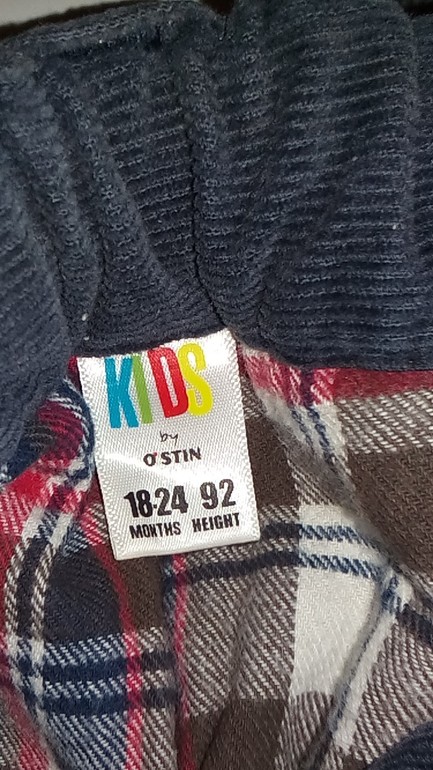 KIDS
by
O'STIN
18-24 92
MONTHS HEIGHT